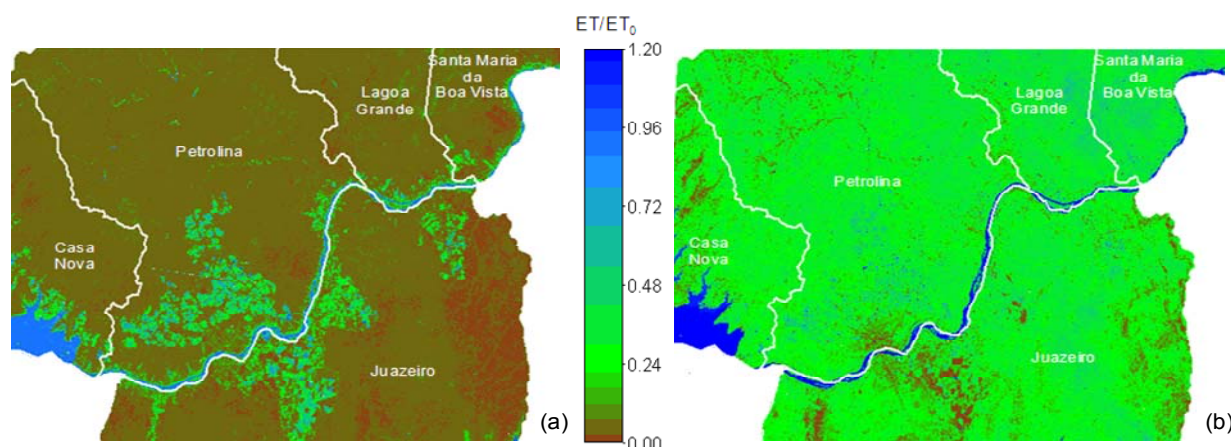 ET/ET₀
Santa Maria
da
Boa Vista
Lagoa
Grande
Petrolina
Casa
Nova
Juazeiro
(a)
1.20
0.96
0.72
0.48
0.24
0.00
Santa Maria
da
Boa Vista
Lagoa
Grande
Petrolina
Casa
Nova
Juazeiro
(b)